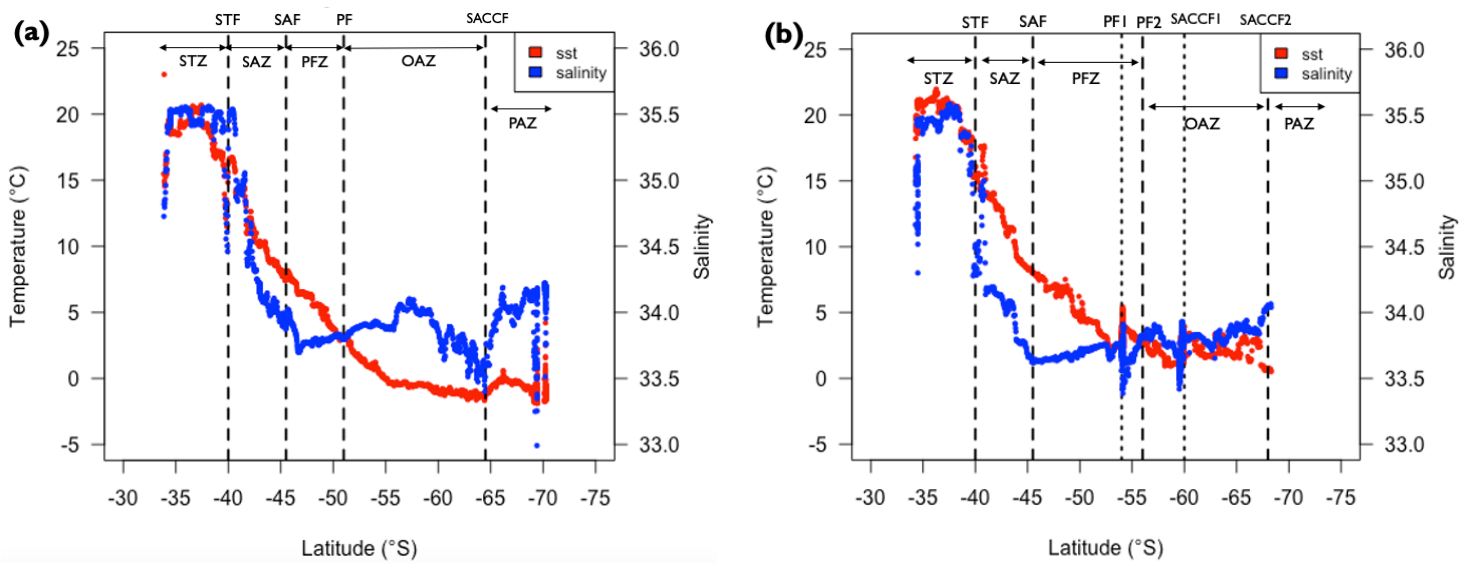 (a)
STF SAF PF SACCF
STZ SAZ PFZ OAZ
PAZ
sst
salinity
25
20
15
10
5
0
-5
Temperature (°C)
36.0
35.5
35.0
34.5
34.0
33.5
33.0
Salinity
-30 -35 -40 -45 -50 -55 -60 -65 -70 -75
Latitude (°S)
(b)
STF SAF PF1 PF2 SACCF1 SACCF2
STZ SAZ PFZ
OAZ PAZ
sst
salinity
25
20
15
10
5
0
-5
Temperature (°C)
36.0
35.5
35.0
34.5
34.0
33.5
33.0
Salinity
-30 -35 -40 -45 -50 -55 -60 -65 -70 -75
Latitude (°S)